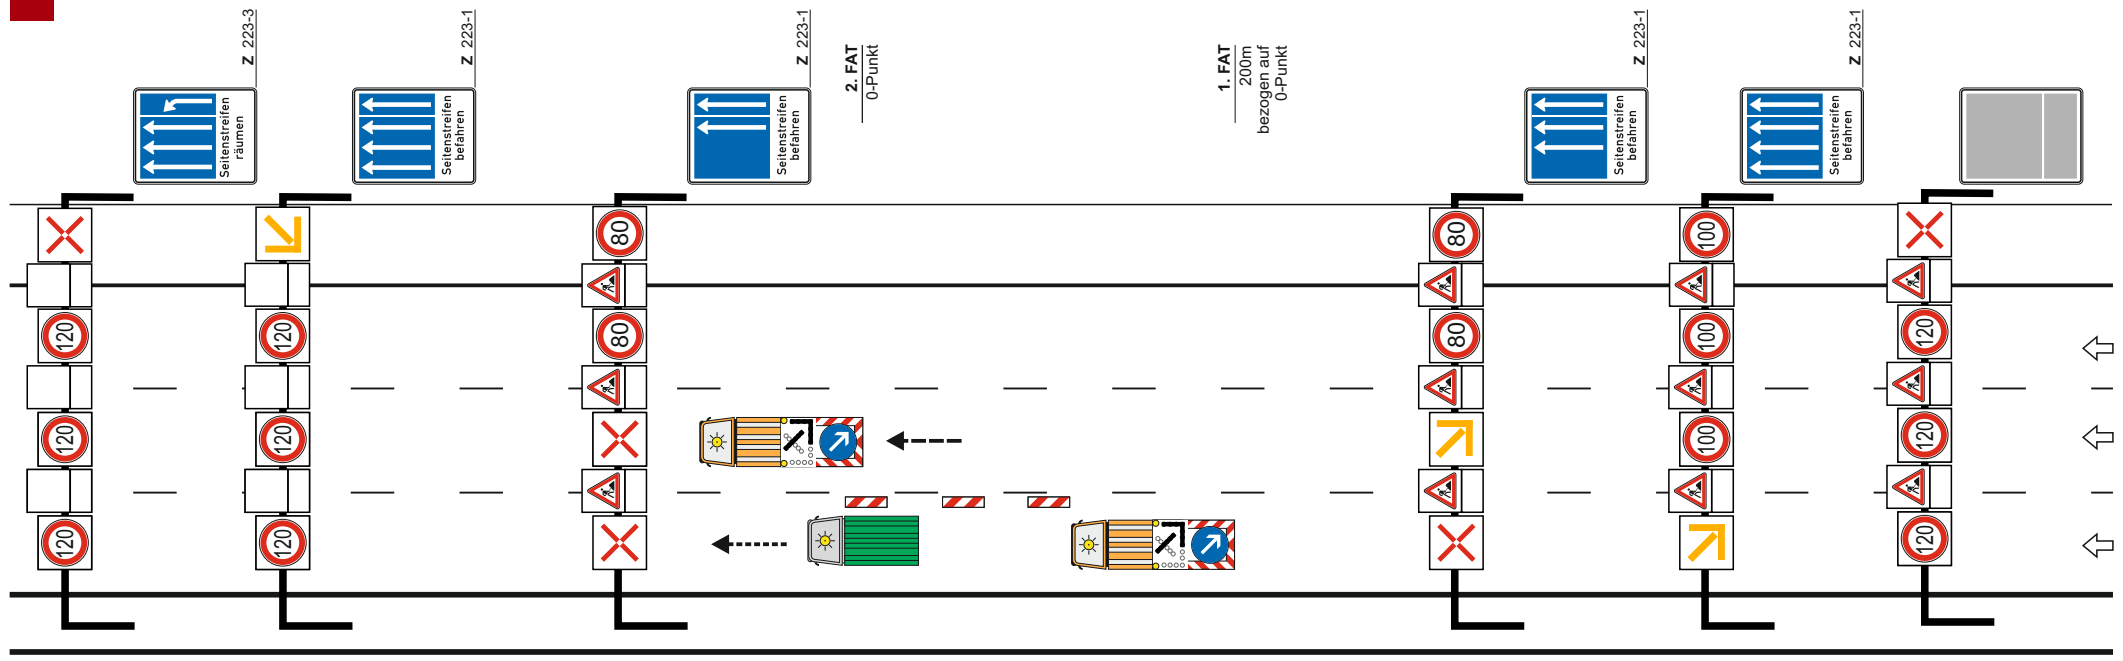 Z 223-3
Seitenstreifen
räumen
Z 223-1
Seitenstreifen
befahren
Z 223-1
Seitenstreifen
befahren
2. FAT
0-Punkt
1. FAT
200m
bezogen auf
0-Punkt
Z 223-1
Seitenstreifen
befahren
Z 223-1
Seitenstreifen
befahren
120
120
120
120
120
120
80
80
80
80
100
100
100
120
120
120